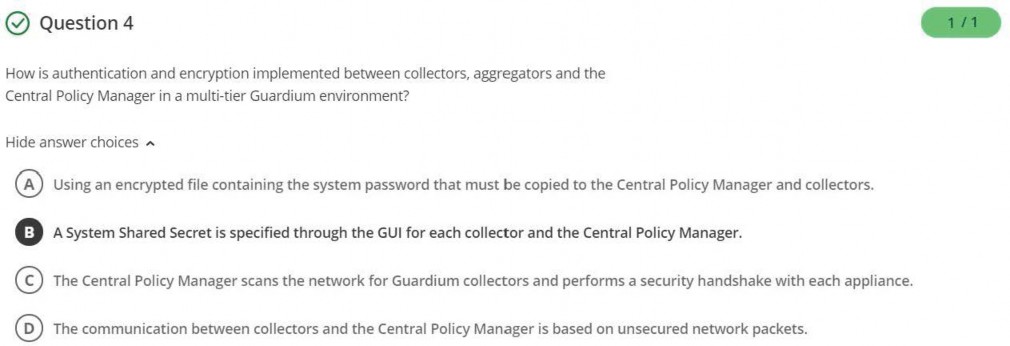 Question 4
1 / 1
How is authentication and encryption implemented between collectors, aggregators and the
Central Policy Manager in a multi-tier Guardium environment?
Hide answer choices
A Using an encrypted file containing the system password that must be copied to the Central Policy Manager and collectors.
B A System Shared Secret is specified through the GUI for each collector and the Central Policy Manager.
C The Central Policy Manager scans the network for Guardium collectors and performs a security handshake with each appliance.
D The communication between collectors and the Central Policy Manager is based on unsecured network packets.